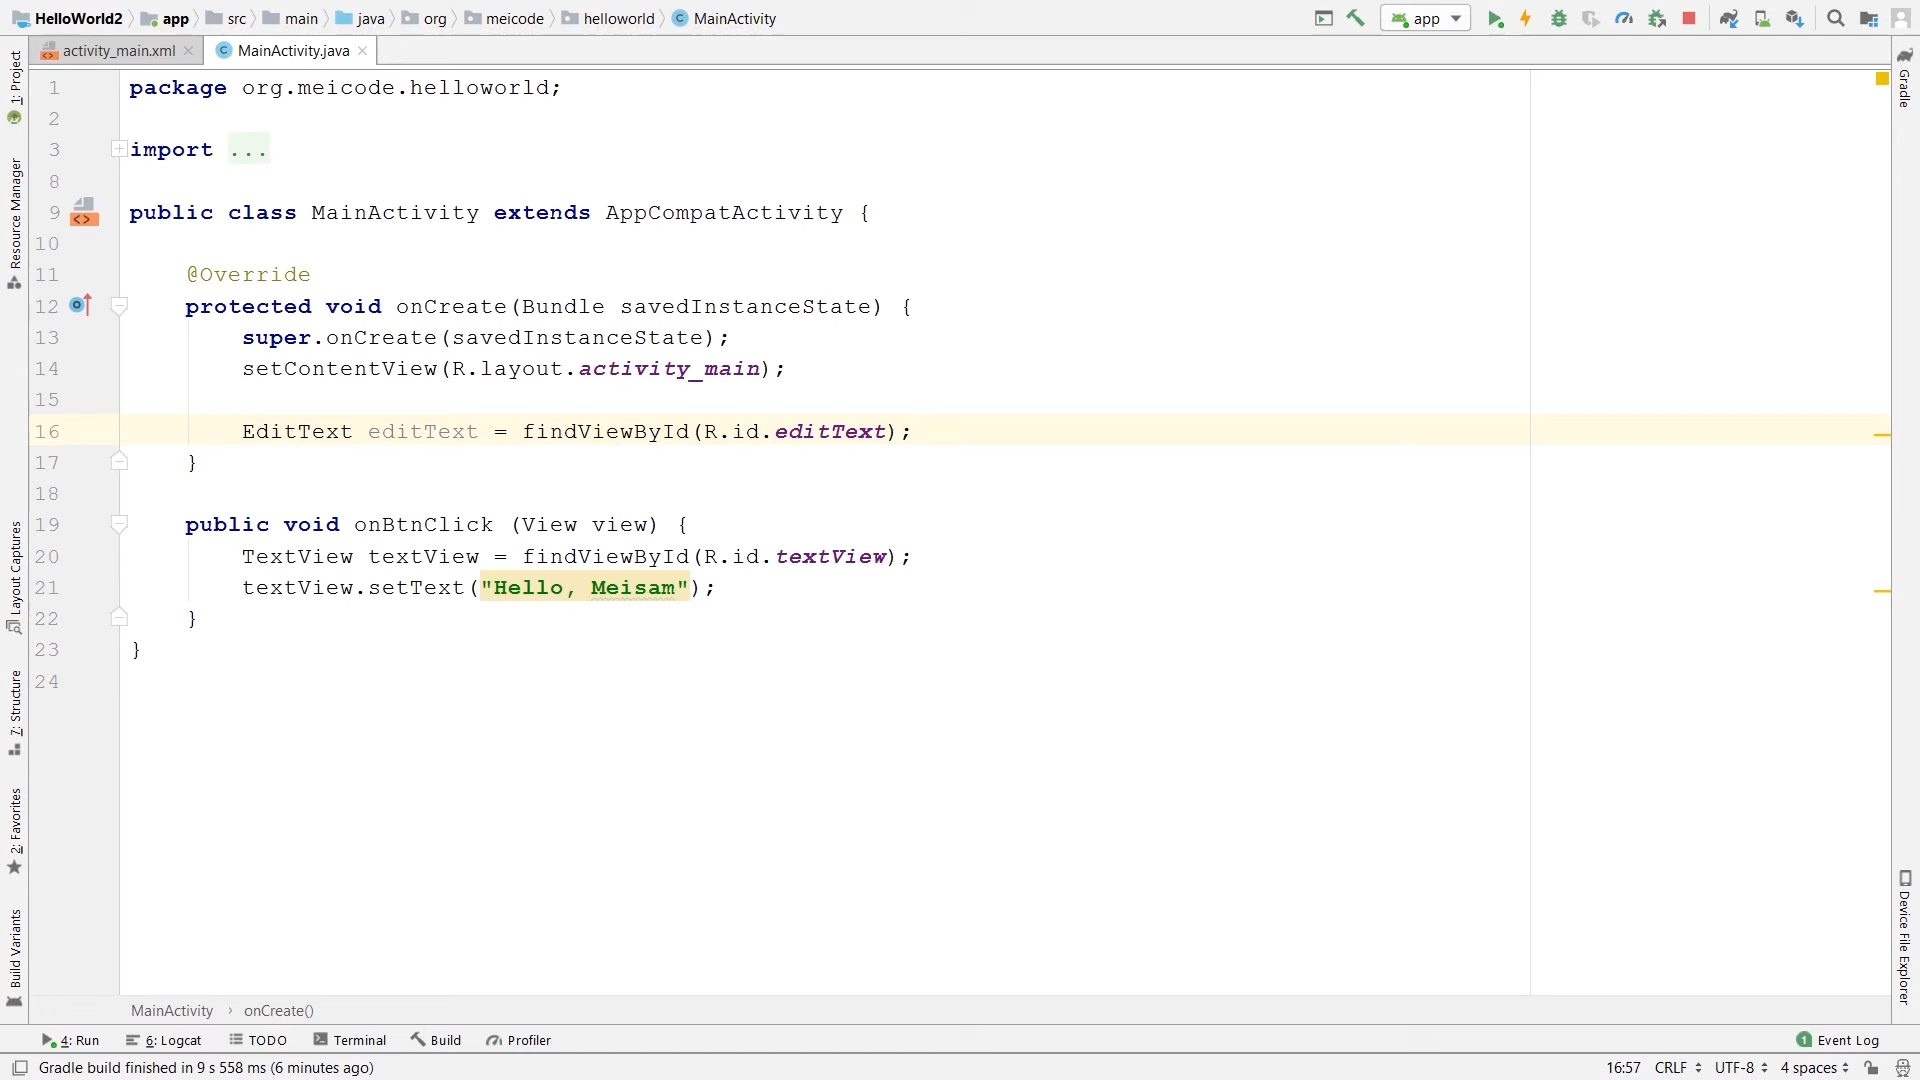 HelloWorld2 app src main java org meicode helloworld MainActivity app
activity_main.xml MainActivity.java
1 package org.meicode.helloworld;
2
3 import ...
8
9 public class MainActivity extends AppCompatActivity {
10
11 @Override
12 protected void onCreate(Bundle savedInstanceState) {
13 super.onCreate(savedInstanceState);
14 setContentView(R.layout.activity_main);
15
16 EditText editText = findViewById(R.id.editText);
17 }
18
19 public void onBtnClick (View view) {
20 TextView textView = findViewById(R.id.textView);
21 textView.setText("Hello, Meisam");
22 }
23 }
24
1: Project
Resource Manager
Layout Captures
7: Structure
2: Favorites
Build Variants
Gradle
Device File Explorer
MainActivity › onCreate()
4: Run 6: Logcat TODO Terminal Build Profiler 1 Event Log
Gradle build finished in 9 s 558 ms (6 minutes ago) 16:57 CRLF UTF-8 4 spaces